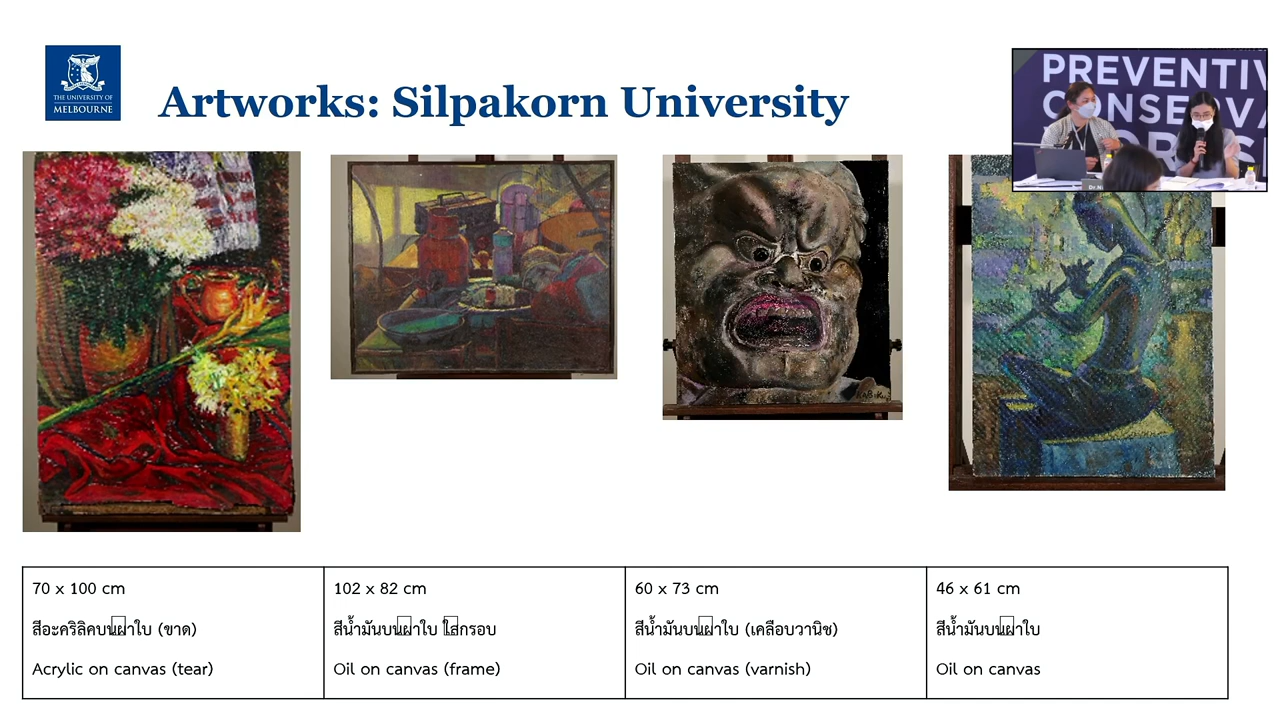 THE UNIVERSITY OF
MELBOURNE
Artworks: Silpakorn University
PREVENTIV
CONSERVA
Dr.N
70 x 100 cm
สีอะคริลิคบนผ้าใบ (ขาด)
Acrylic on canvas (tear)
102 x 82 cm
สีน้ำมันบนผ้าใบ ใส่กรอบ
Oil on canvas (frame)
60 x 73 cm
สีน้ำมันบนผ้าใบ (เคลือบวานิช)
Oil on canvas (varnish)
46 x 61 cm
สีน้ำมันบนผ้าใบ
Oil on canvas